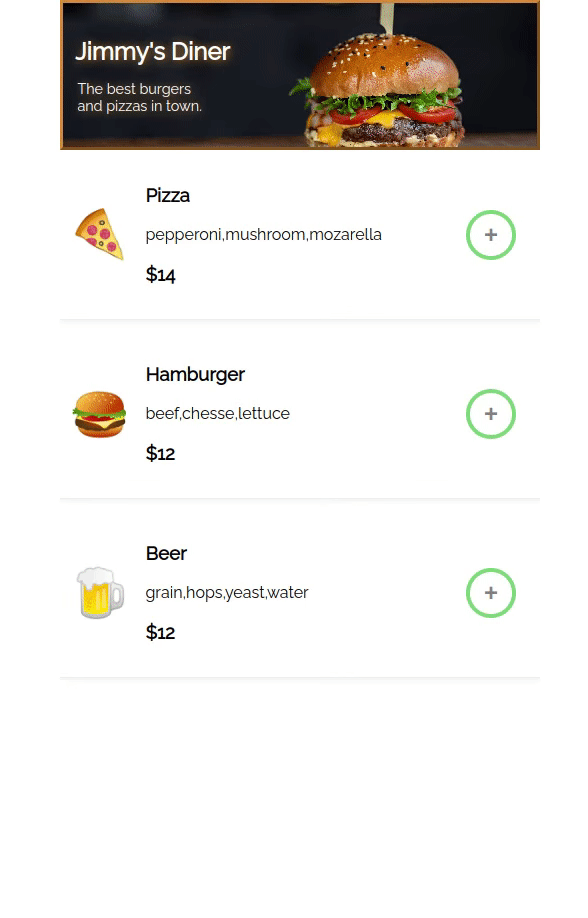 Jimmy's Diner
The best burgers
and pizzas in town.
Pizza
pepperoni,mushroom,mozarella
$14
+
Hamburger
beef,chesse,lettuce
$12
+
Beer
grain,hops,yeast,water
$12
+